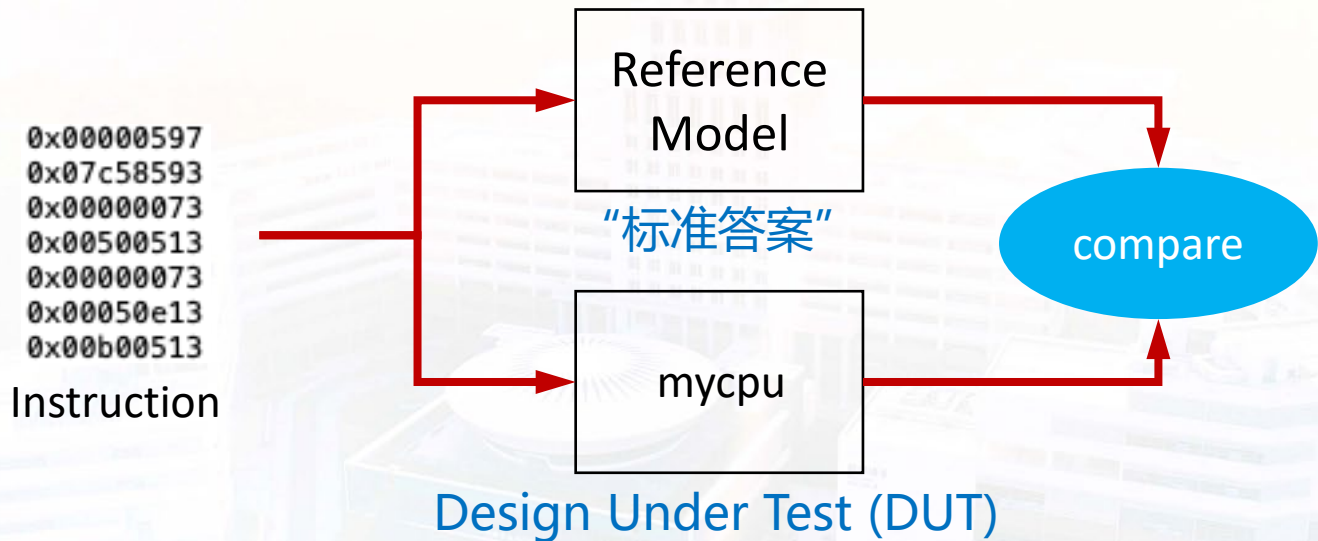 0x00000597
0x07c58593
0x00000073
0x00500513
0x00000073
0x00050e13
0x00b00513
Instruction
Reference
Model
“标准答案”
mycpu
Design Under Test (DUT)
compare